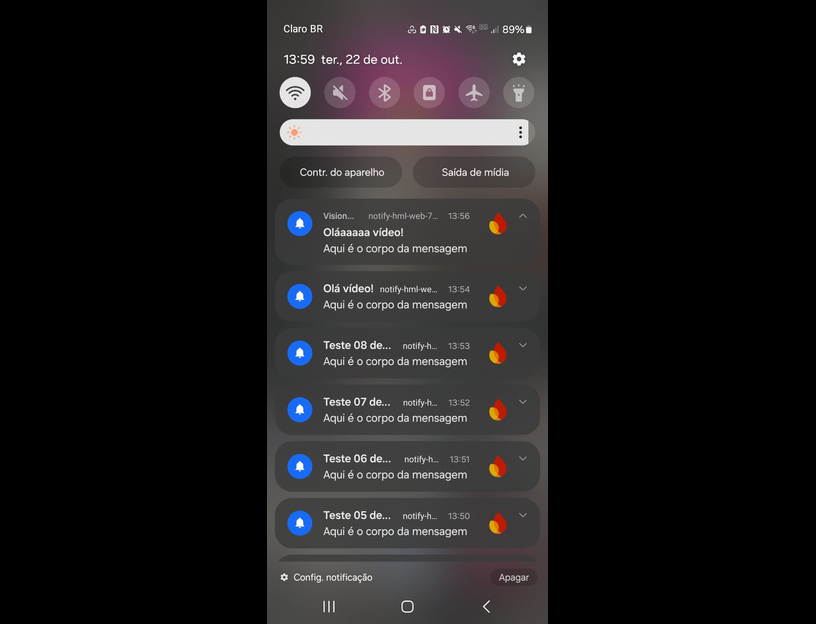 Claro BR
89%
13:59 ter., 22 de out.
Contr. do aparelho
Saída de mídia
Vision... notify-hml-web-7... 13:56
Oláaaaaa vídeo!
Aqui é o corpo da mensagem
Olá vídeo! notify-hml-we... 13:54
Aqui é o corpo da mensagem
Teste 08 de... notify-h... 13:53
Aqui é o corpo da mensagem
Teste 07 de... notify-h... 13:52
Aqui é o corpo da mensagem
Teste 06 de... notify-h... 13:51
Aqui é o corpo da mensagem
Teste 05 de... notify-h... 13:50
Aqui é o corpo da mensagem
Config. notificação
Apagar